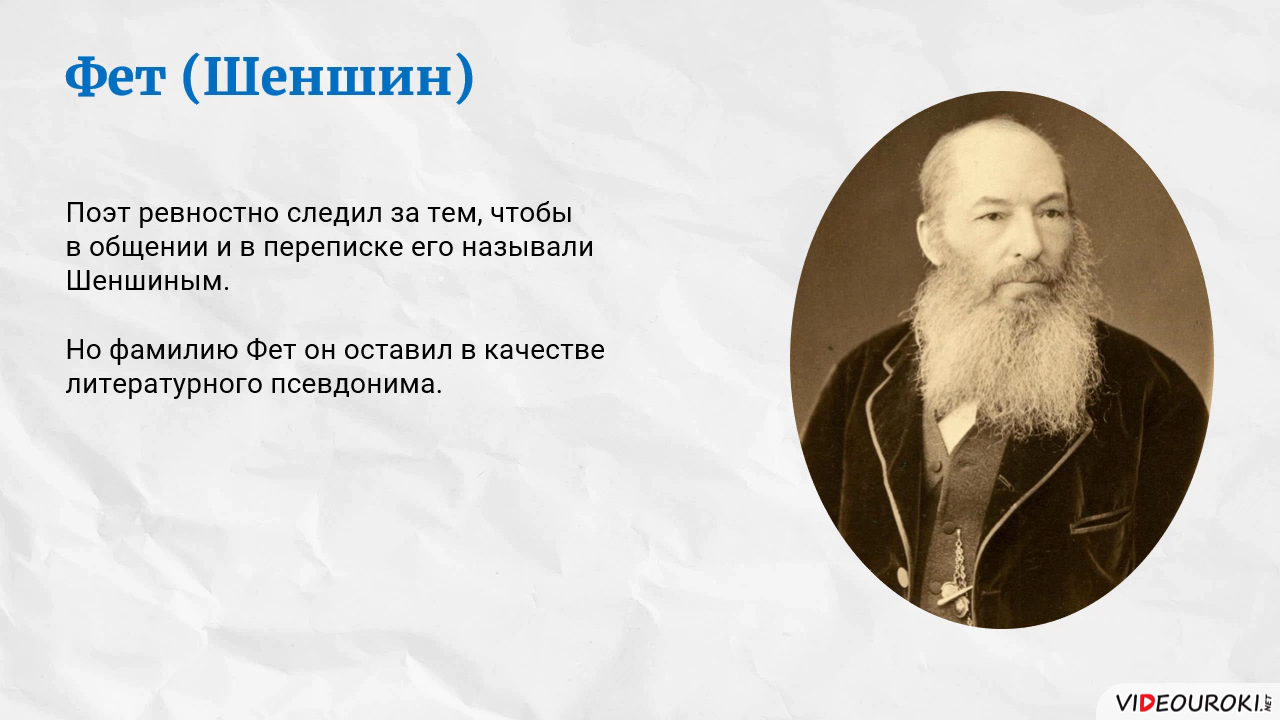 Фет (Шеншин)
Поэт ревностно следил за тем, чтобы
в общении и в переписке его называли
Шеншиным.
Но фамилию Фет он оставил в качестве
литературного псевдонима.
VIDEOUROKI.NET